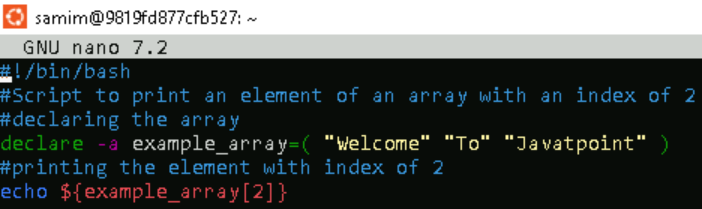 samim@9819fd877cfb527: ~
GNU nano 7.2
#!/bin/bash
#Script to print an element of an array with an index of 2
#declaring the array
declare -a example_array=( "Welcome" "To" "Javatpoint" )
#printing the element with index of 2
echo ${example_array[2]}